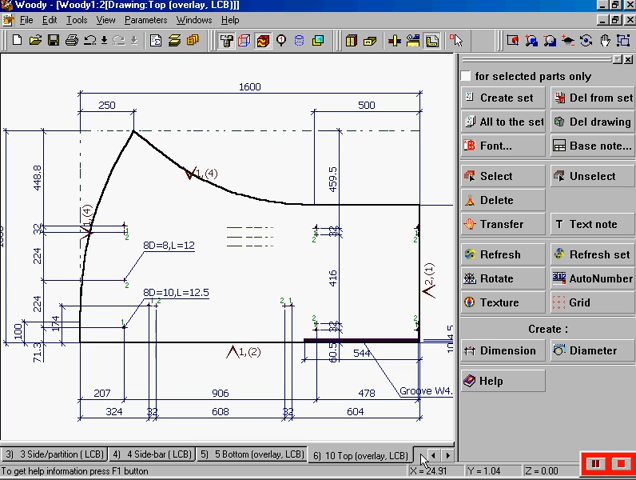 Woody - [Woody1:2[Drawing:Top (overlay, LCB)]]
File Edit Tools Parameters Windows Help
for selected parts only
Create set Del from set
All to the set Del drawing
Font... Base note...
Select Unselect
Delete
Transfer Text note
Refresh Refresh set
Rotate AutoNumber
Texture Grid
Create :
Dimension Diameter
Help
1600
250 500
448.8
459.5
1,(4)
1,(4)
32
32
224
8D=8,L=12
416
2,(1)
224
8D=10,L=12.5
174
100
32
71.3
60.5
1,(2)
544
207 906 478
Groove W4.
324 32 608 32 604
3) 3 Side/partition ( LCB) 4) 4 Side-bar ( LCB) 5) 5 Bottom (overlay, LCB) 6) 10 Top (overlay, LCB)
To get help information press F1 button X = 24.91 Y = 1.04 Z = 0.00